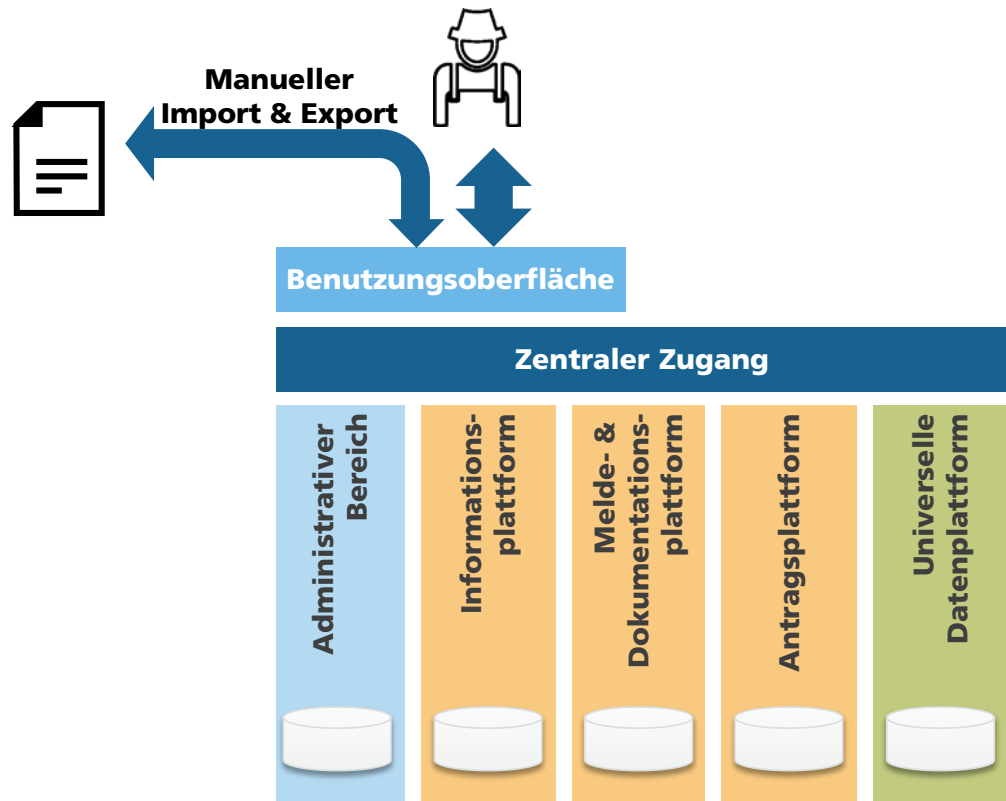 Manueller
Import & Export
Benutzungsoberfläche
Zentraler Zugang
Administrativer
Bereich
Informations-
plattform
Melde- &
Dokumentations-
plattform
Antragsplattform
Universelle
Datenplattform